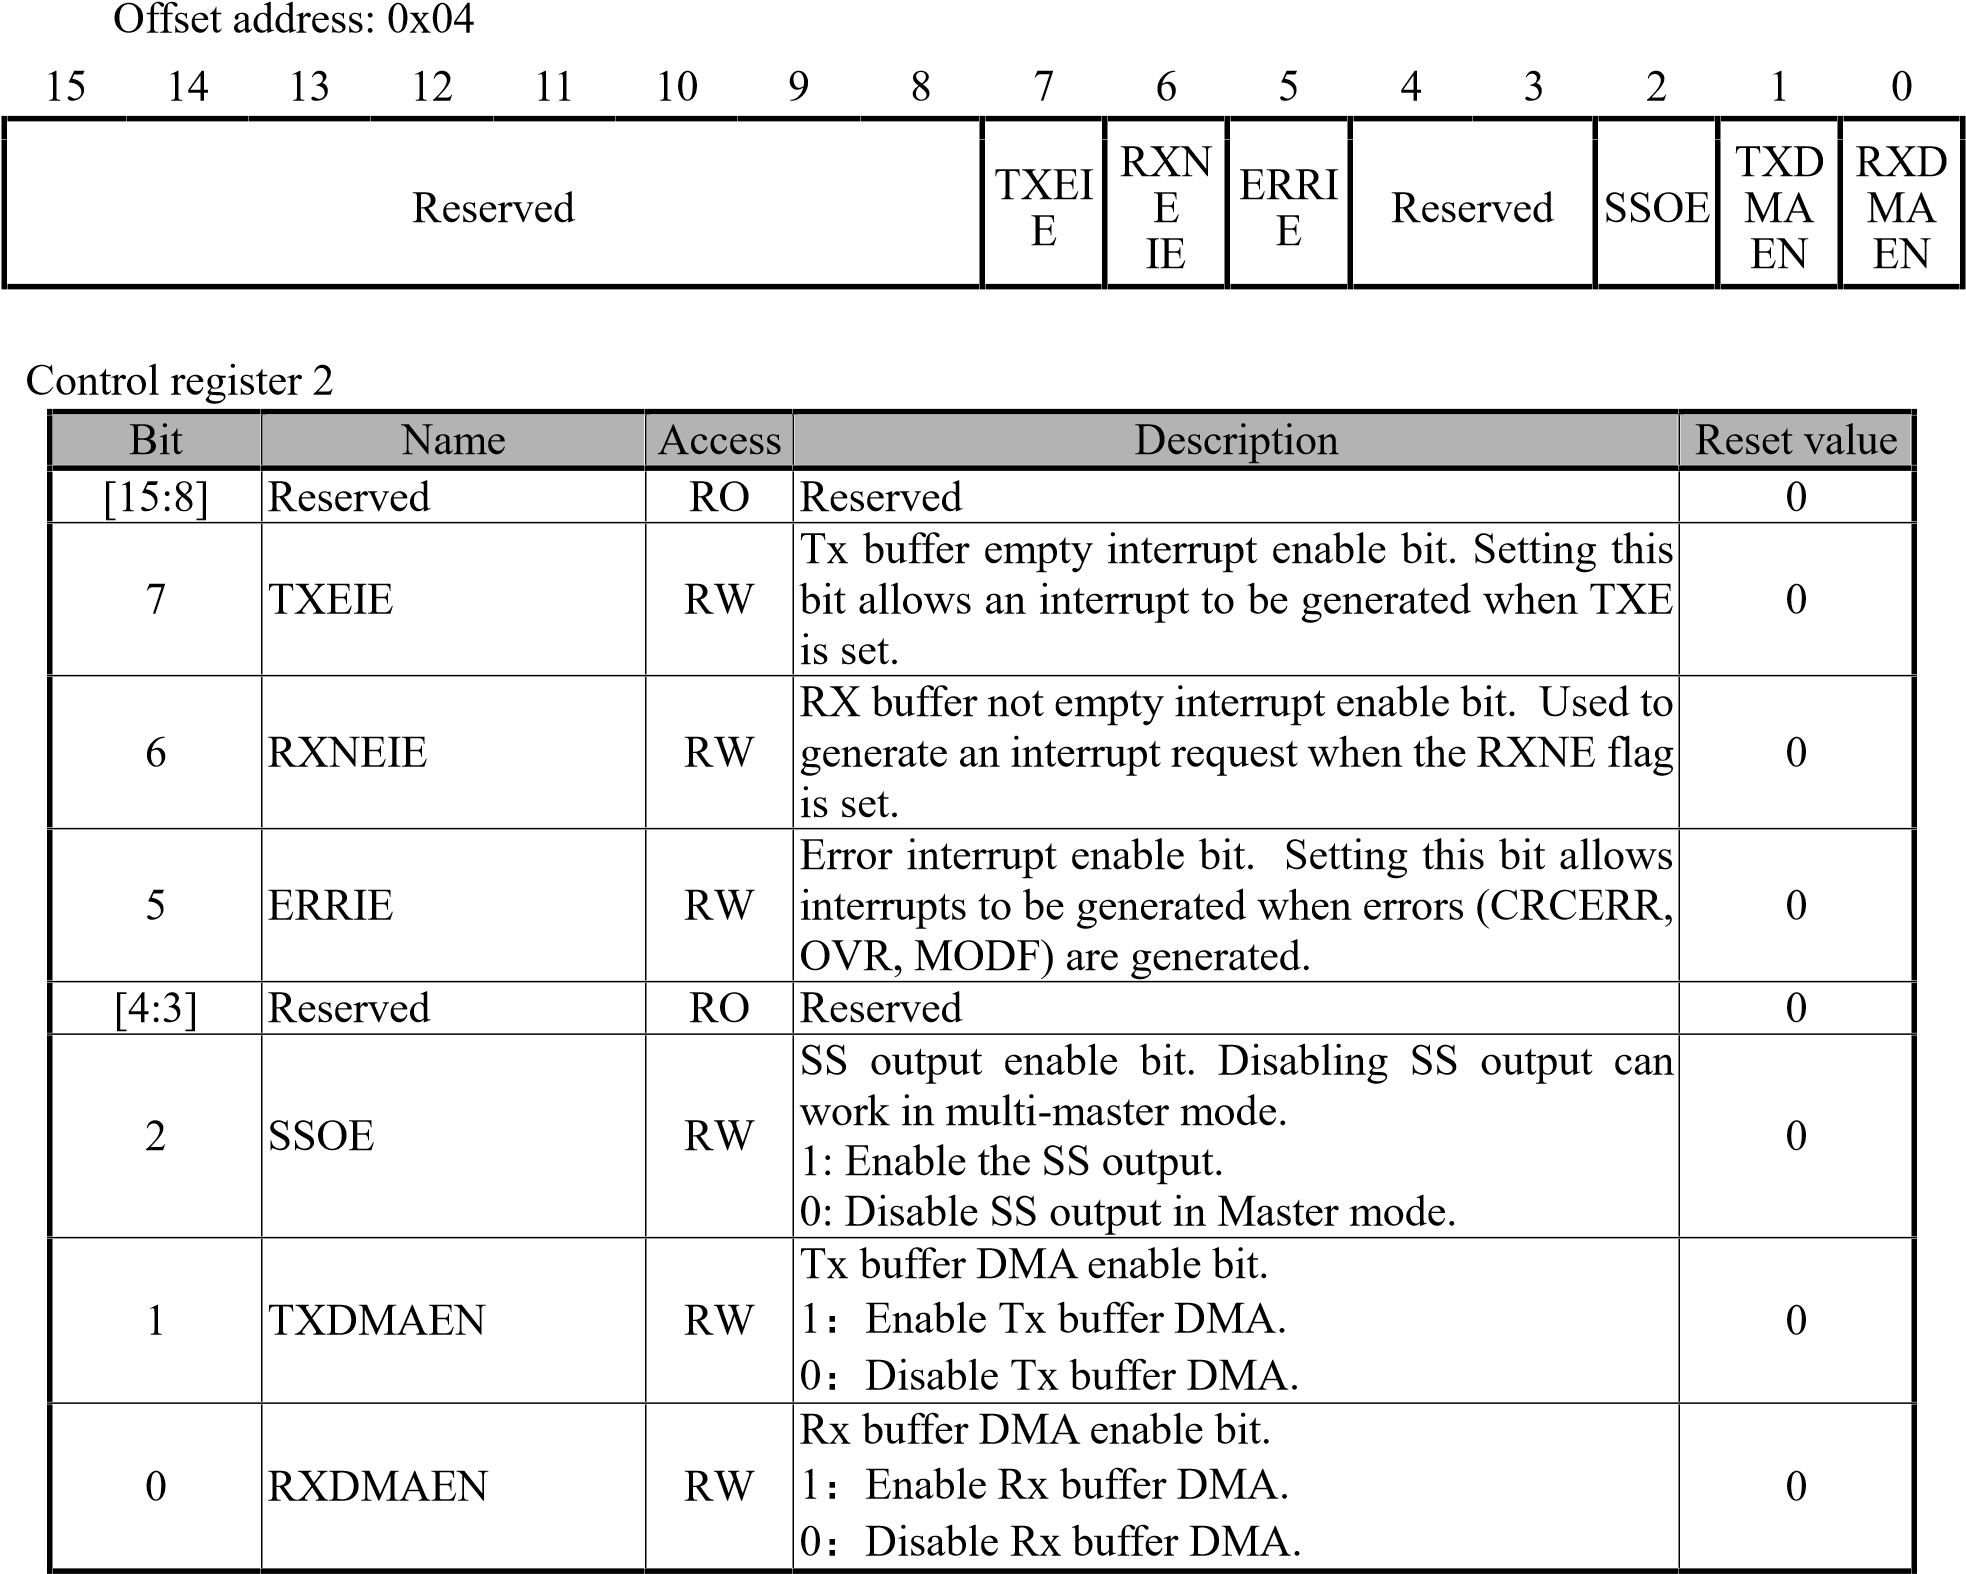 Offset address: 0x04
15 14 13 12 11 10 9 8 7 6 5 4 3 2 1 0
Reserved
TXEI
E
RXN
E
IE
ERRI
E
Reserved
SSOE
TXD
MA
EN
RXD
MA
EN
Control register 2
Bit Name Access Description Reset value
[15:8] Reserved RO Reserved 0
7 TXEIE RW
Tx buffer empty interrupt enable bit. Setting this
bit allows an interrupt to be generated when TXE
is set.
0
6 RXNEIE RW
RX buffer not empty interrupt enable bit.  Used to
generate an interrupt request when the RXNE flag
is set.
0
5 ERRIE RW
Error interrupt enable bit.  Setting this bit allows
interrupts to be generated when errors (CRCERR,
OVR, MODF) are generated.
0
[4:3] Reserved RO Reserved 0
2 SSOE RW
SS output enable bit. Disabling SS output can
work in multi-master mode.
1: Enable the SS output.
0: Disable SS output in Master mode.
0
1 TXDMAEN RW
Tx buffer DMA enable bit.
1：Enable Tx buffer DMA.
0：Disable Tx buffer DMA.
0
0 RXDMAEN RW
Rx buffer DMA enable bit.
1：Enable Rx buffer DMA.
0：Disable Rx buffer DMA.
0